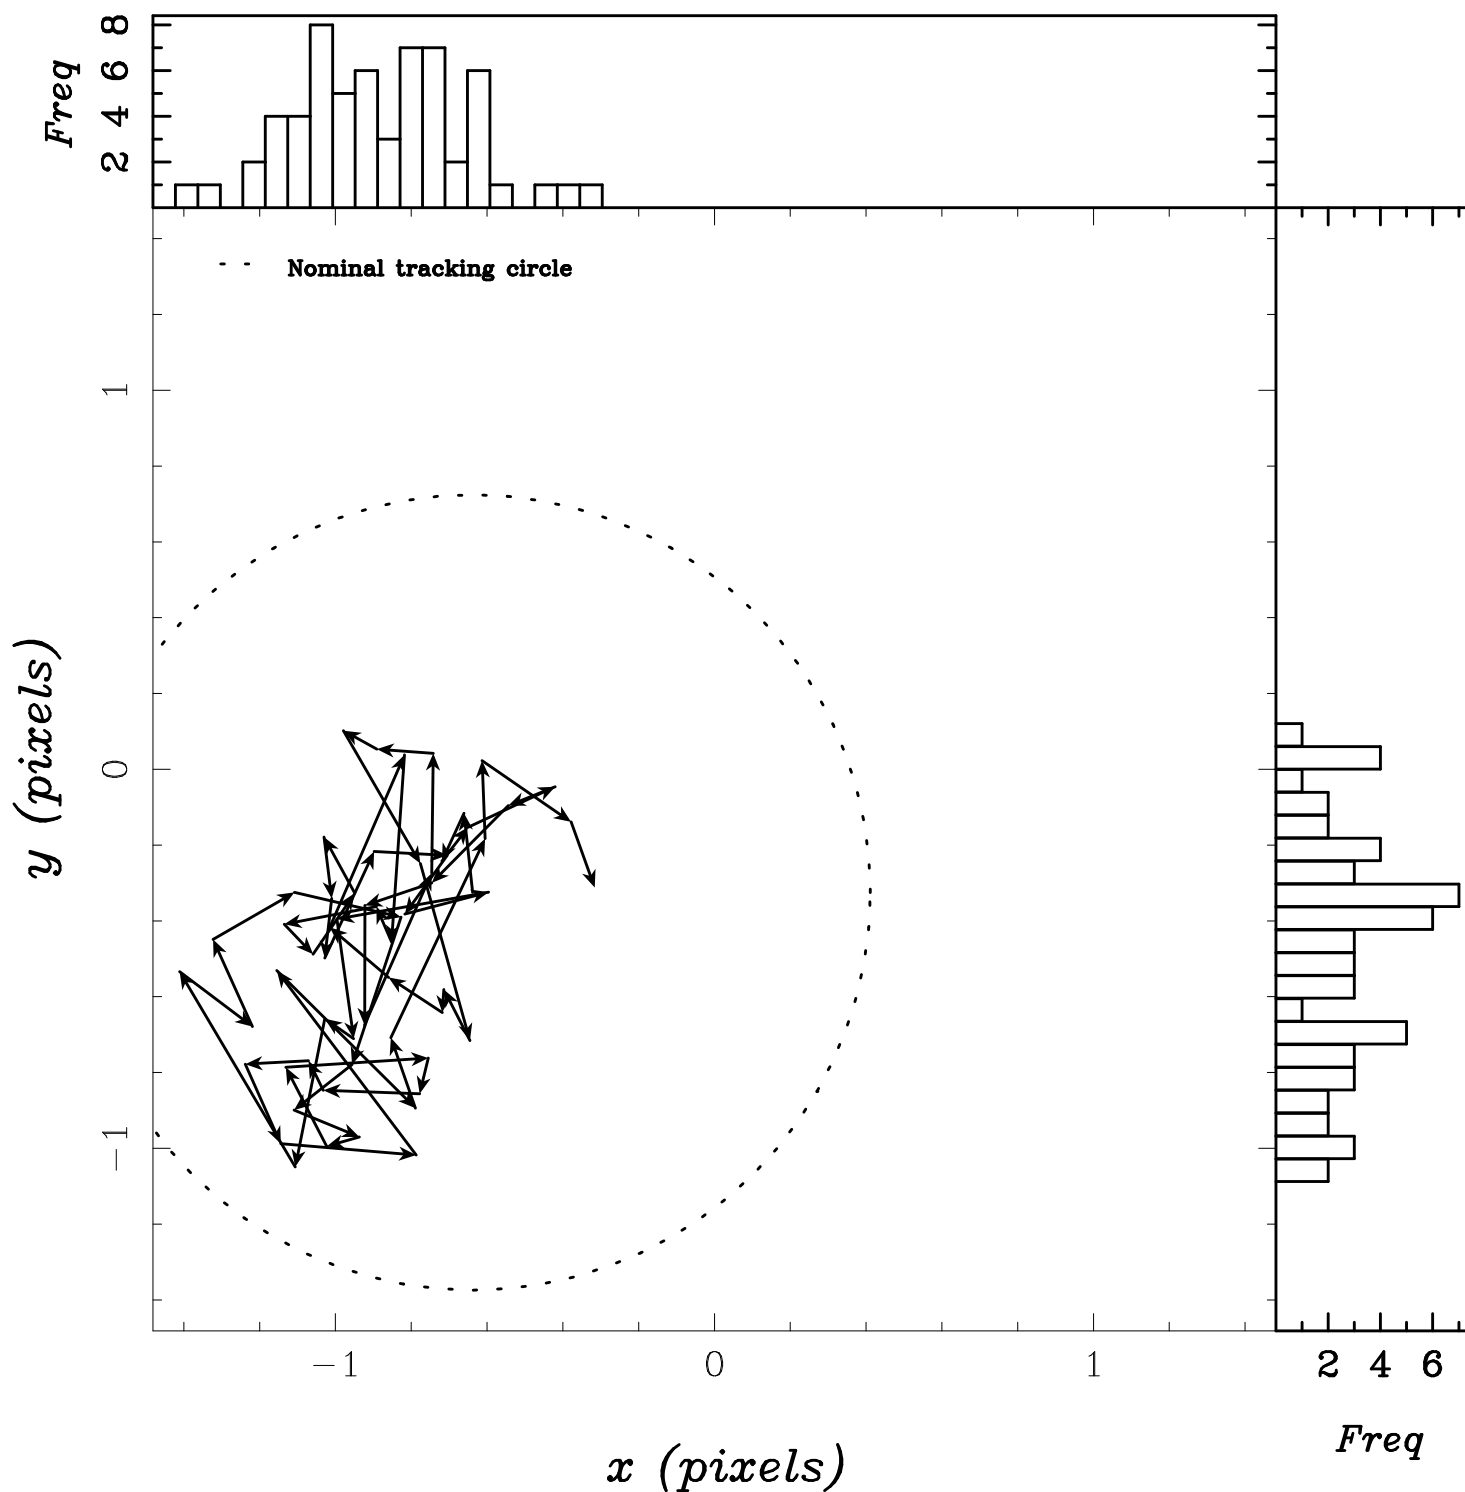 Freq
8
6
4
2
Nominal tracking circle
y (pixels)
1
0
−1
−1
0
1
x (pixels)
2 4 6
Freq